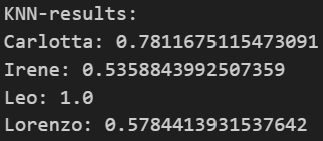 KNN-results:
Carlotta: 0.7811675115473091
Irene: 0.5358843992507359
Leo: 1.0
Lorenzo: 0.5784413931537642